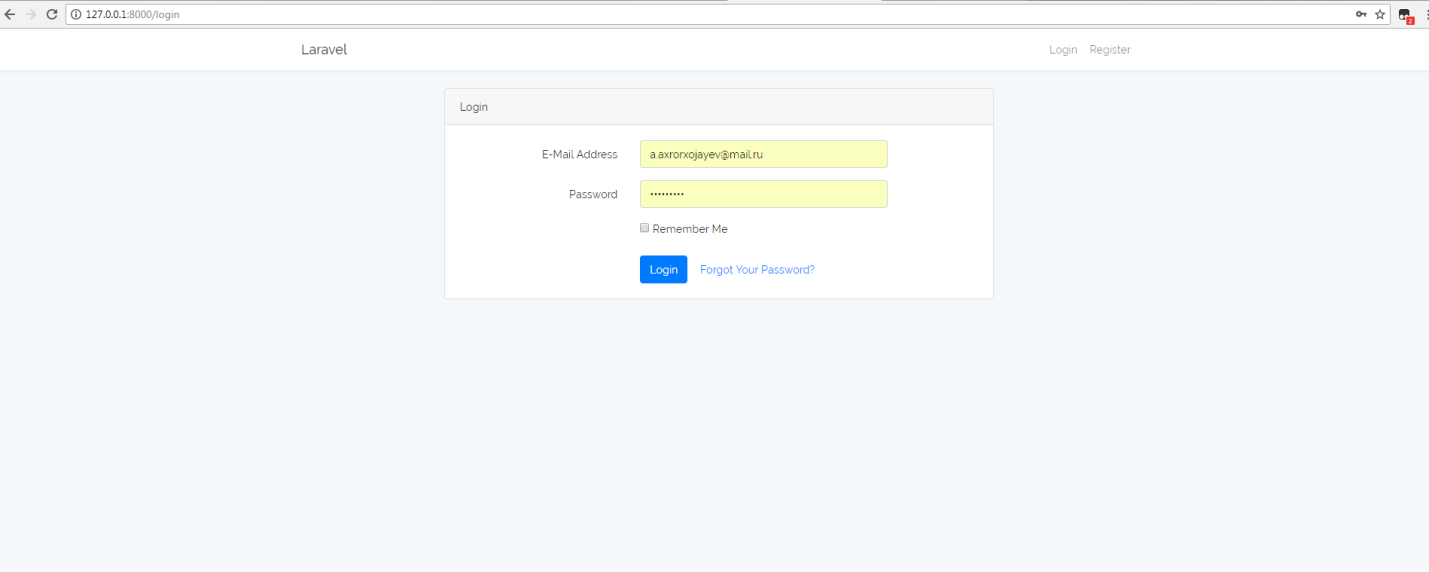 127.0.0.1:8000/login
2
Laravel
Login Register
Login
E-Mail Address a.axrorxojayev@mail.ru
Password •••••••••
Remember Me
Login Forgot Your Password?